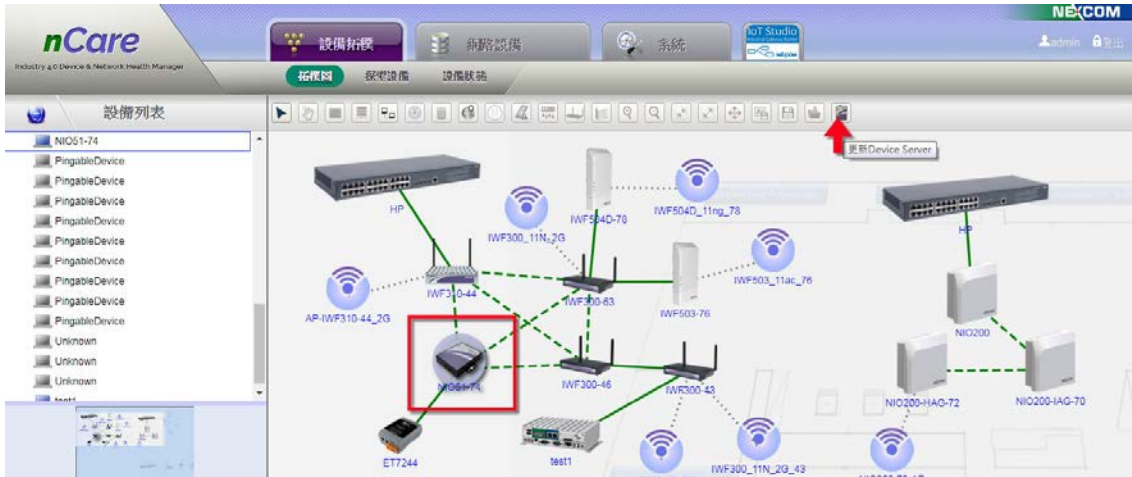 NEXCOM
nCare
Industry 4.0 Device & Network Health Manager
設備拓樸
網路設備
系統
IoT Studio
admin
登出
拓樸圖
探索設備
設備狀態
設備列表
NIO51-74
PingableDevice
PingableDevice
PingableDevice
PingableDevice
PingableDevice
PingableDevice
PingableDevice
PingableDevice
PingableDevice
Unknown
Unknown
Unknown
test1
更新Device Server
HP
IWF504D-78
IWF504D_11ng_78
IWF300_11N_2G
HP
IWF310-44
IWF300-63
IWF503_11ac_76
AP-IWF310-44_2G
IWF503-76
NIO200
NIO51-74
IWF300-46
IWF300-43
NIO200-HAG-72
NIO200-IAG-70
ET7244
test1
IWF300_11N_2G_43